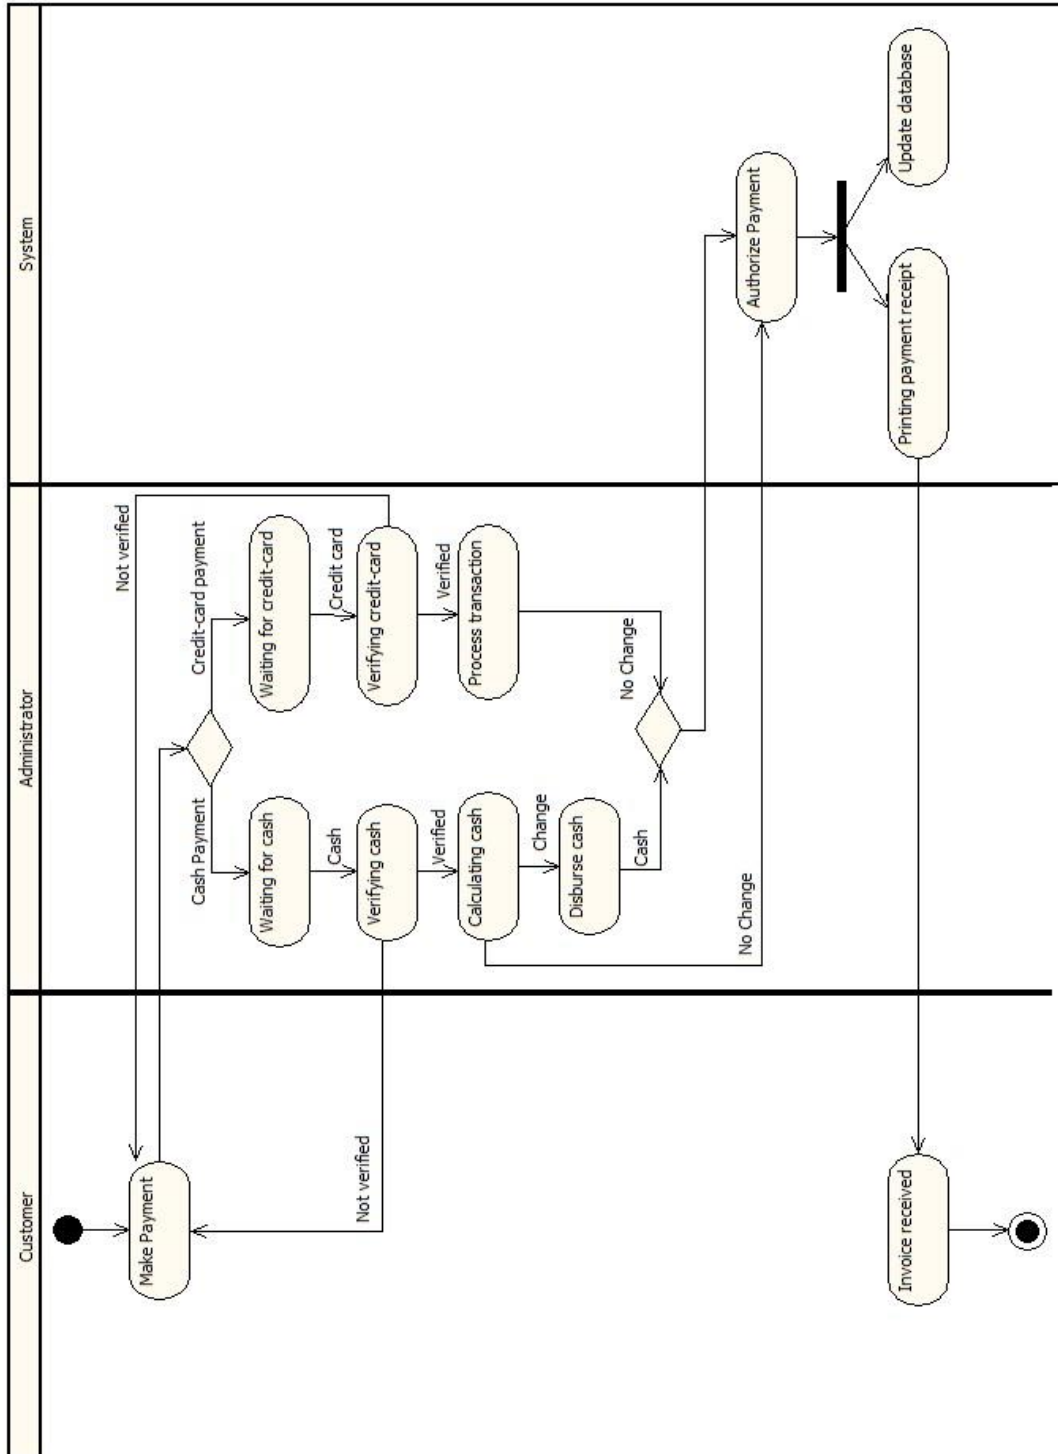 Customer
Administrator
System
Make Payment
Not verified
Not verified
Cash Payment
Credit-card payment
Waiting for cash
Waiting for credit-card
Cash
Credit card
Verifying cash
Verifying credit-card
Verified
Verified
Calculating cash
Process transaction
Change
Disburse cash
Cash
No Change
No Change
Authorize Payment
Printing payment receipt
Update database
Invoice received